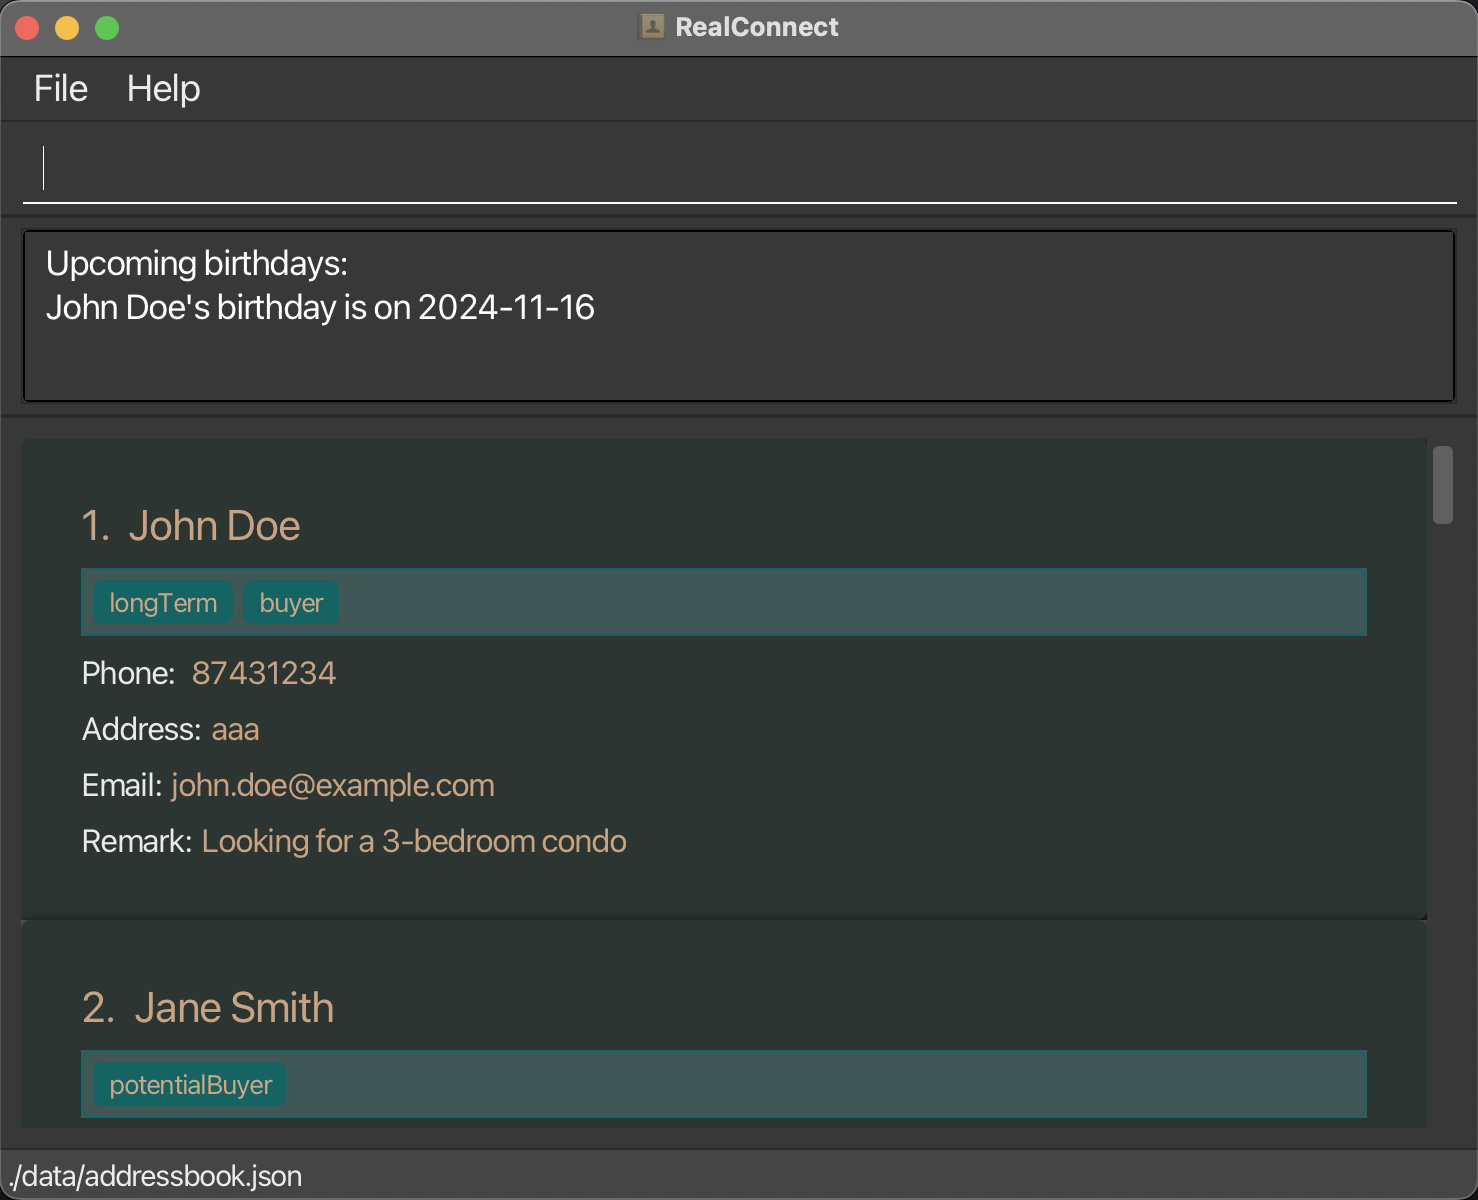 RealConnect
File Help
Upcoming birthdays:
John Doe's birthday is on 2024-11-16
1. John Doe
longTerm buyer
Phone: 87431234
Address: aaa
Email: john.doe@example.com
Remark: Looking for a 3-bedroom condo
2. Jane Smith
potentialBuyer
./data/addressbook.json